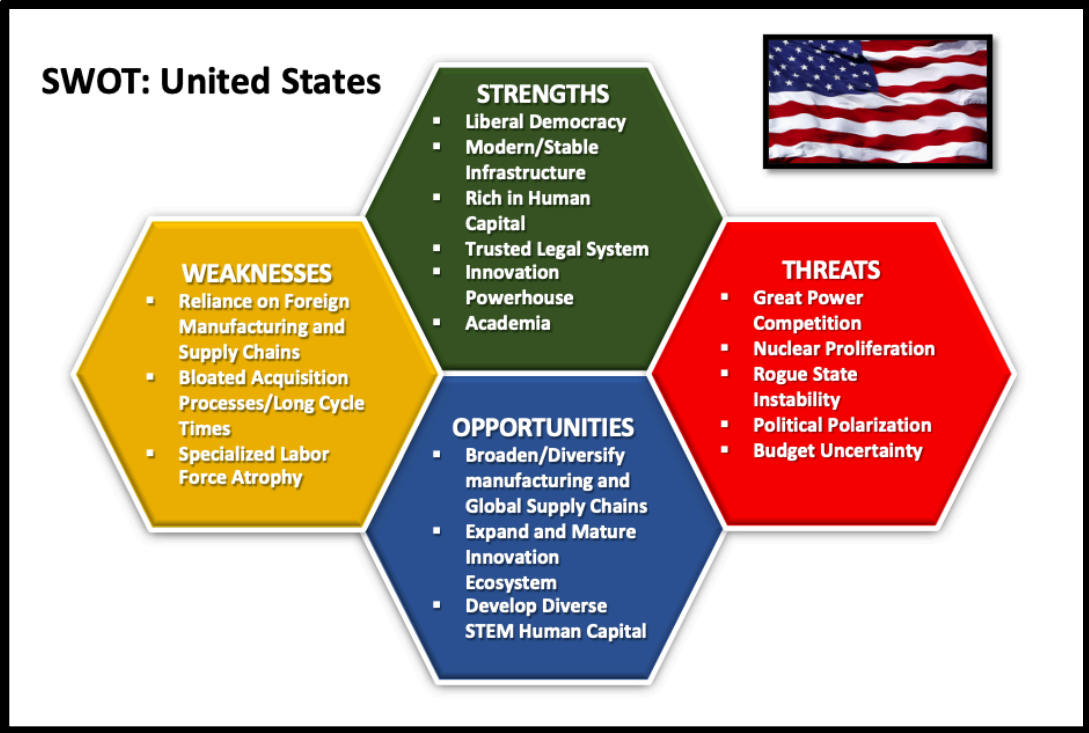 SWOT: United States
STRENGTHS
▪ Liberal Democracy
▪ Modern/Stable
Infrastructure
▪ Rich in Human
Capital
▪ Trusted Legal System
▪ Innovation
Powerhouse
▪ Academia
WEAKNESSES
▪ Reliance on Foreign
Manufacturing and
Supply Chains
▪ Bloated Acquisition
Processes/Long Cycle
Times
▪ Specialized Labor
Force Atrophy
OPPORTUNITIES
▪ Broaden/Diversify
manufacturing and
Global Supply Chains
▪ Expand and Mature
Innovation
Ecosystem
▪ Develop Diverse
STEM Human Capital
THREATS
▪ Great Power
Competition
▪ Nuclear Proliferation
▪ Rogue State
Instability
▪ Political Polarization
▪ Budget Uncertainty